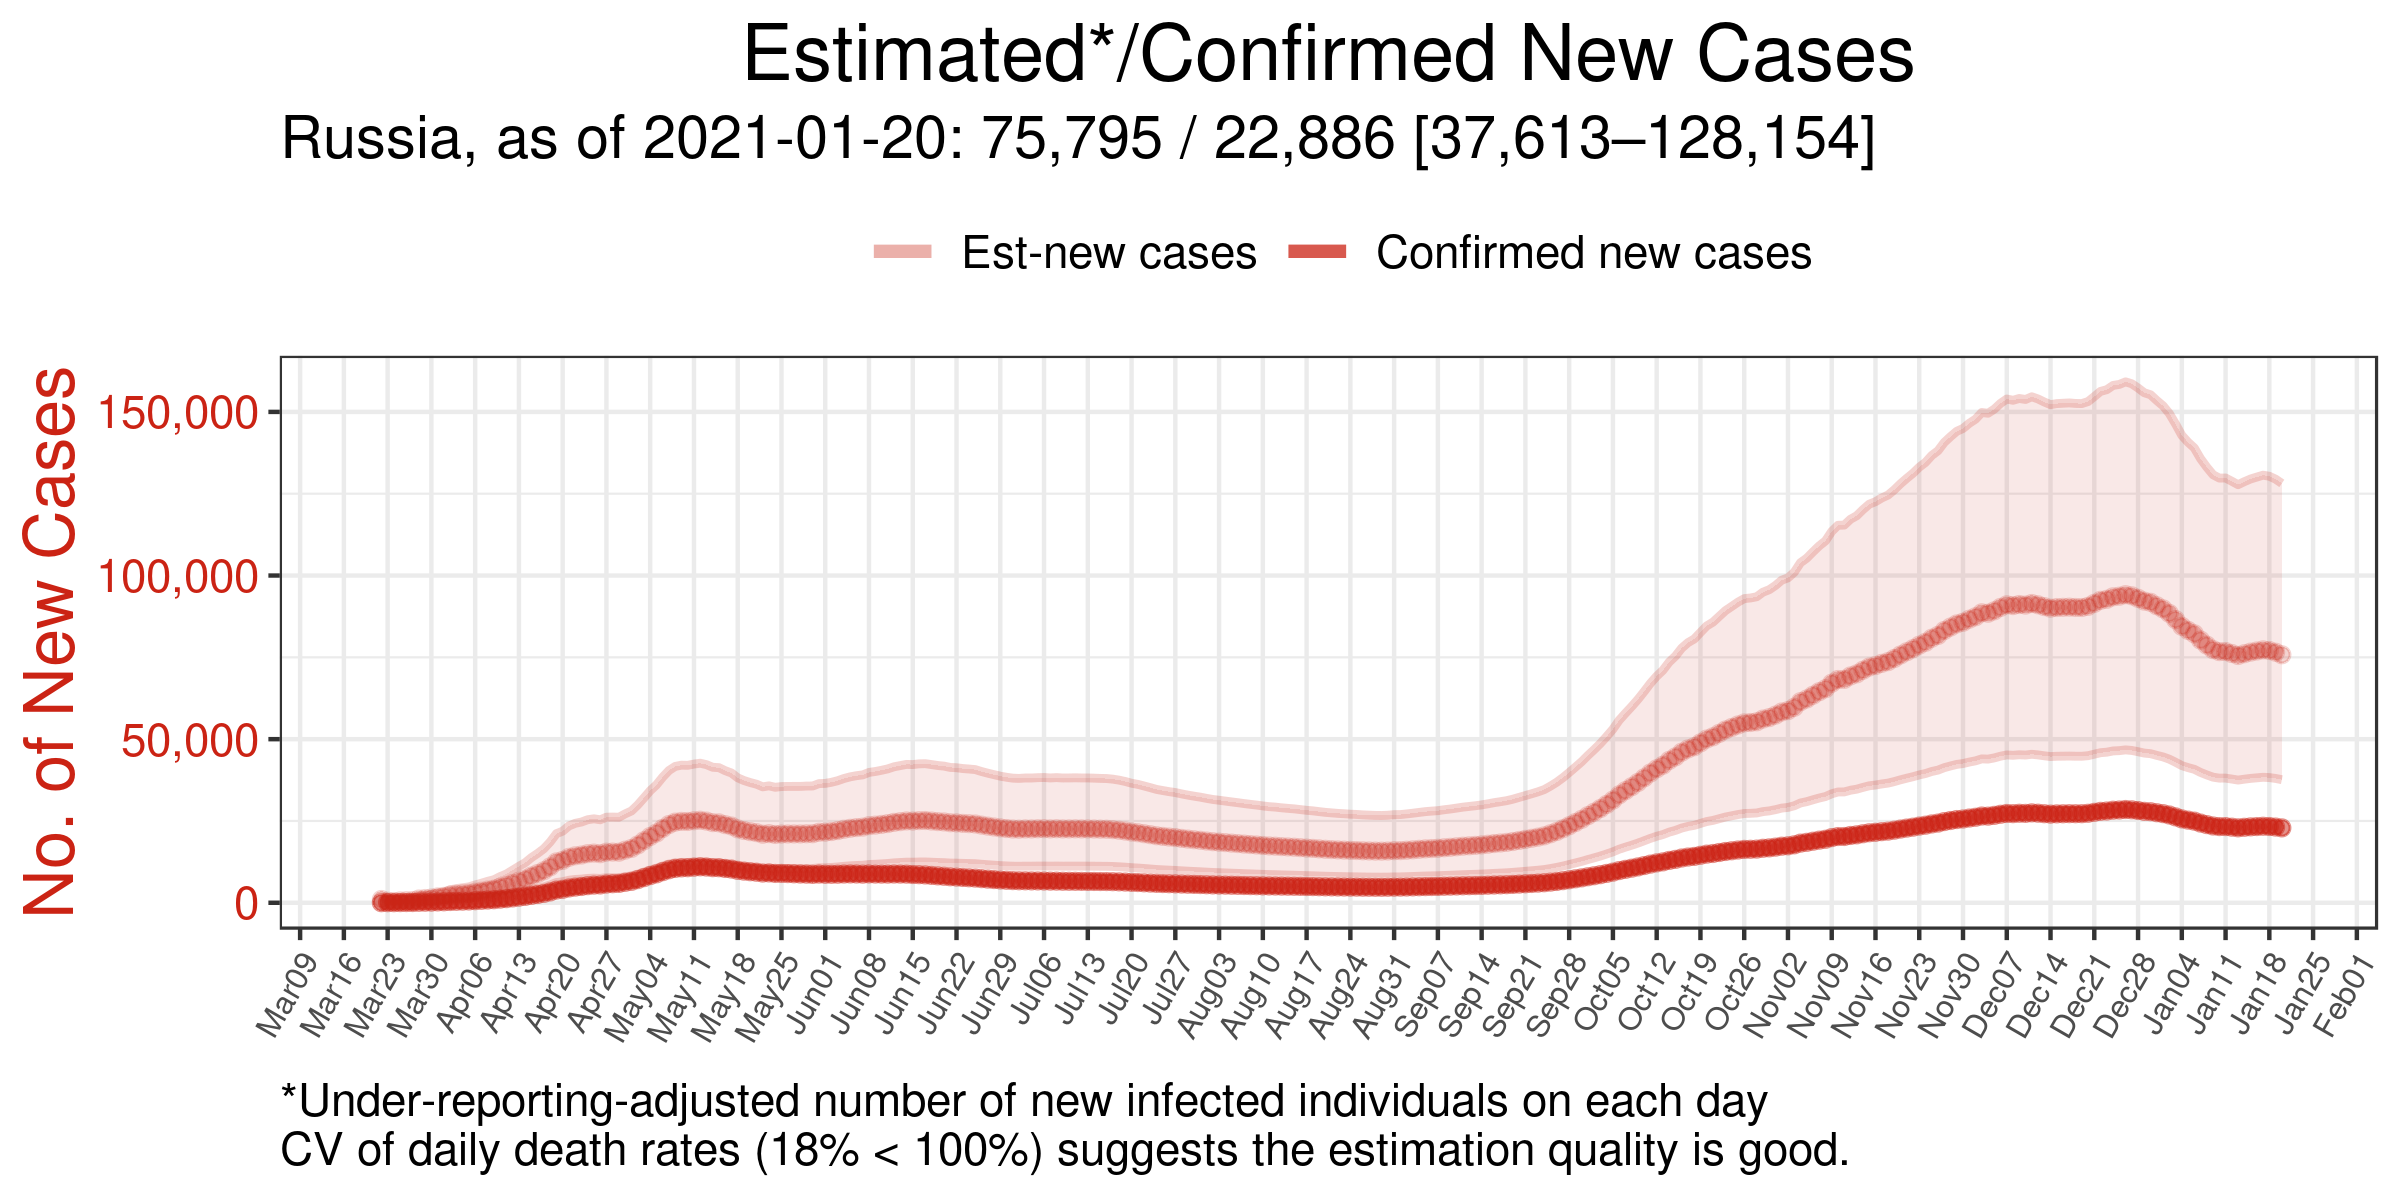 Estimated*/Confirmed New Cases
Russia, as of 2021-01-20: 75,795 / 22,886 [37,613–128,154]
Est-new cases Confirmed new cases
No. of New Cases
150,000
100,000
50,000
0
Mar09 Mar16 Mar23 Mar30 Apr06 Apr13 Apr20 Apr27 May04 May11 May18 May25 Jun01 Jun08 Jun15 Jun22 Jun29 Jul06 Jul13 Jul20 Jul27 Aug03 Aug10 Aug17 Aug24 Aug31 Sep07 Sep14 Sep21 Sep28 Oct05 Oct12 Oct19 Oct26 Nov02 Nov09 Nov16 Nov23 Nov30 Dec07 Dec14 Dec21 Dec28 Jan04 Jan11 Jan18 Jan25 Feb01
*Under-reporting-adjusted number of new infected individuals on each day
CV of daily death rates (18% < 100%) suggests the estimation quality is good.